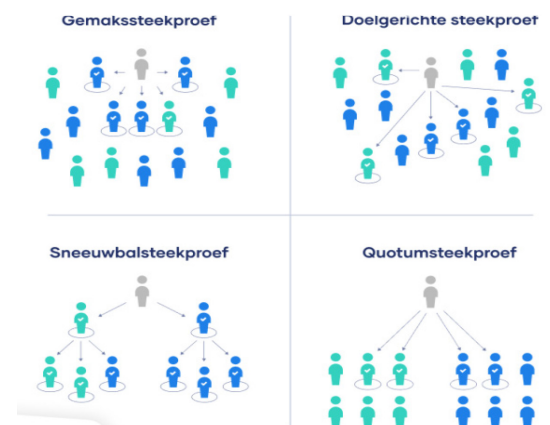 Gemakssteekproef
Doelgerichte steekproef
Sneeuwbalsteekproef
Quotumsteekproef